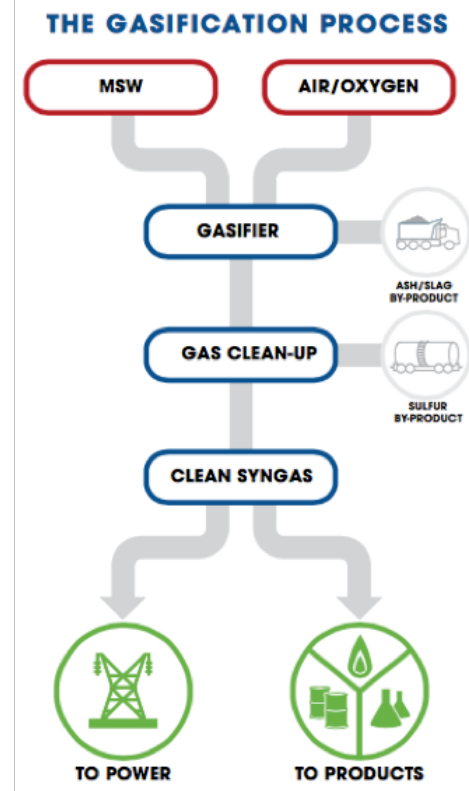 THE GASIFICATION PROCESS
MSW
AIR/OXYGEN
GASIFIER
ASH/SLAG
BY-PRODUCT
GAS CLEAN-UP
SULFUR
BY-PRODUCT
CLEAN SYNGAS
TO POWER
TO PRODUCTS